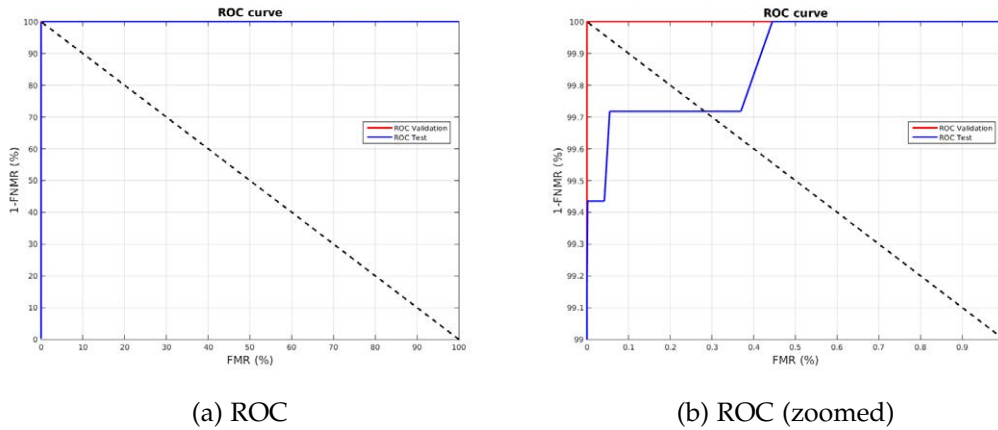 ROC curve
100
90
80
70
60
50
40
30
20
10
0
1-FNMR (%)
ROC Validation
ROC Test
0 10 20 30 40 50 60 70 80 90 100
FMR (%)
(a) ROC
ROC curve
100
99.9
99.8
99.7
99.6
99.5
99.4
99.3
99.2
99.1
99
1-FNMR (%)
ROC Validation
ROC Test
0 0.1 0.2 0.3 0.4 0.5 0.6 0.7 0.8 0.9
FMR (%)
(b) ROC (zoomed)